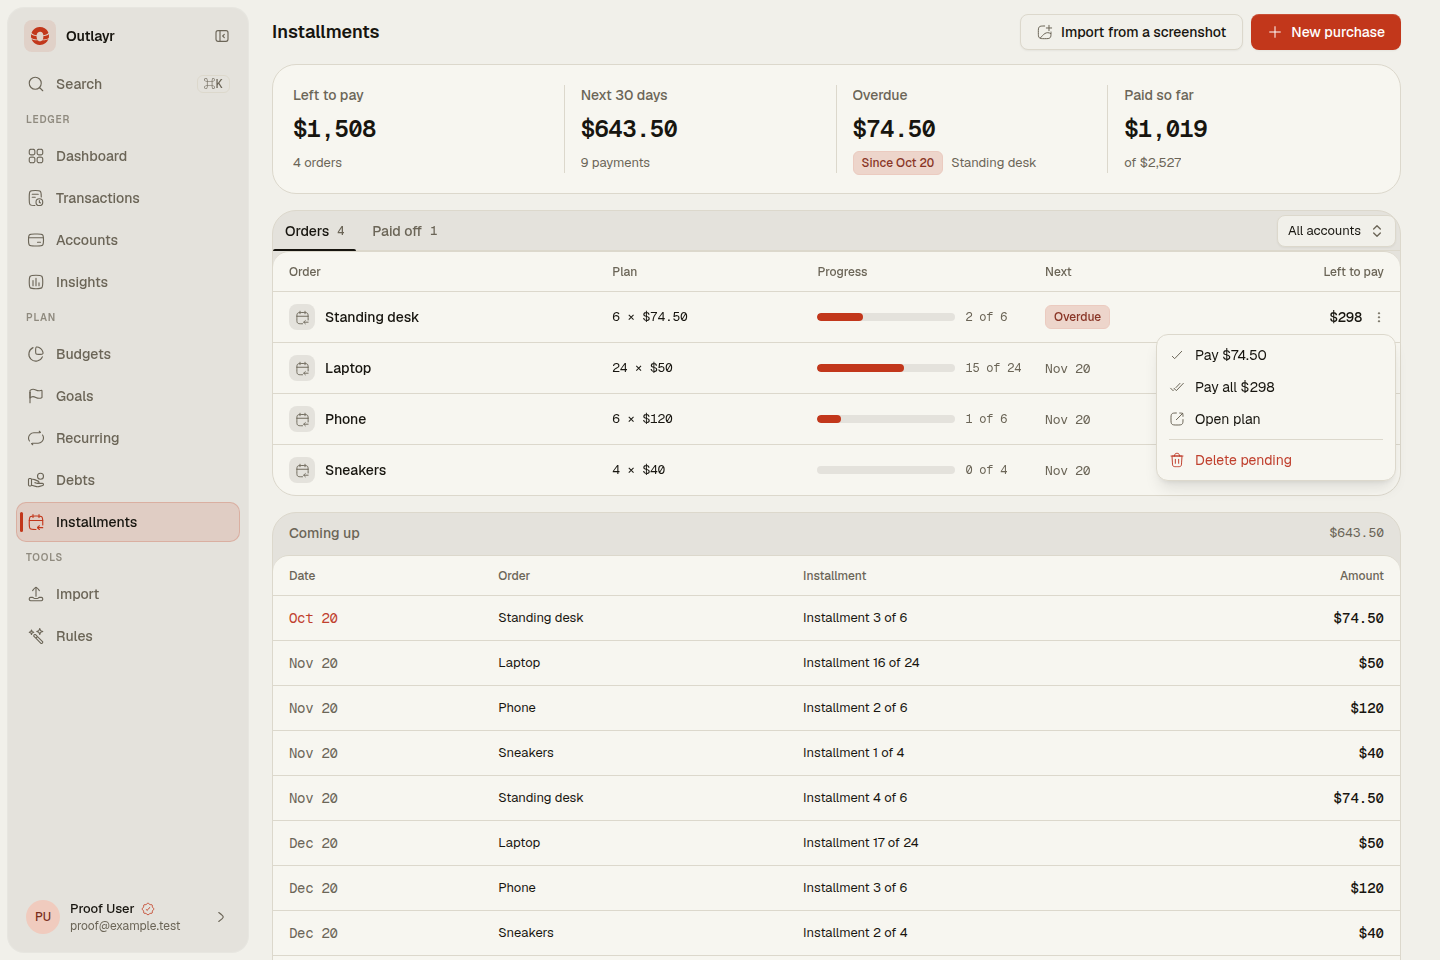 Outlayr
Search ⌘K
LEDGER
Dashboard
Transactions
Accounts
Insights
PLAN
Budgets
Goals
Recurring
Debts
Installments
TOOLS
Import
Rules
PU
Proof User
proof@example.test
Installments
Import from a screenshot
New purchase
Left to pay
$1,508
4 orders
Next 30 days
$643.50
9 payments
Overdue
$74.50
Since Oct 20 Standing desk
Paid so far
$1,019
of $2,527
Orders 4 Paid off 1 All accounts
Order Plan Progress Next Left to pay
Standing desk 6 × $74.50 2 of 6 Overdue $298
Laptop 24 × $50 15 of 24 Nov 20
Phone 6 × $120 1 of 6 Nov 20
Sneakers 4 × $40 0 of 4 Nov 20
Pay $74.50
Pay all $298
Open plan
Delete pending
Coming up $643.50
Date Order Installment Amount
Oct 20 Standing desk Installment 3 of 6 $74.50
Nov 20 Laptop Installment 16 of 24 $50
Nov 20 Phone Installment 2 of 6 $120
Nov 20 Sneakers Installment 1 of 4 $40
Nov 20 Standing desk Installment 4 of 6 $74.50
Dec 20 Laptop Installment 17 of 24 $50
Dec 20 Phone Installment 3 of 6 $120
Dec 20 Sneakers Installment 2 of 4 $40